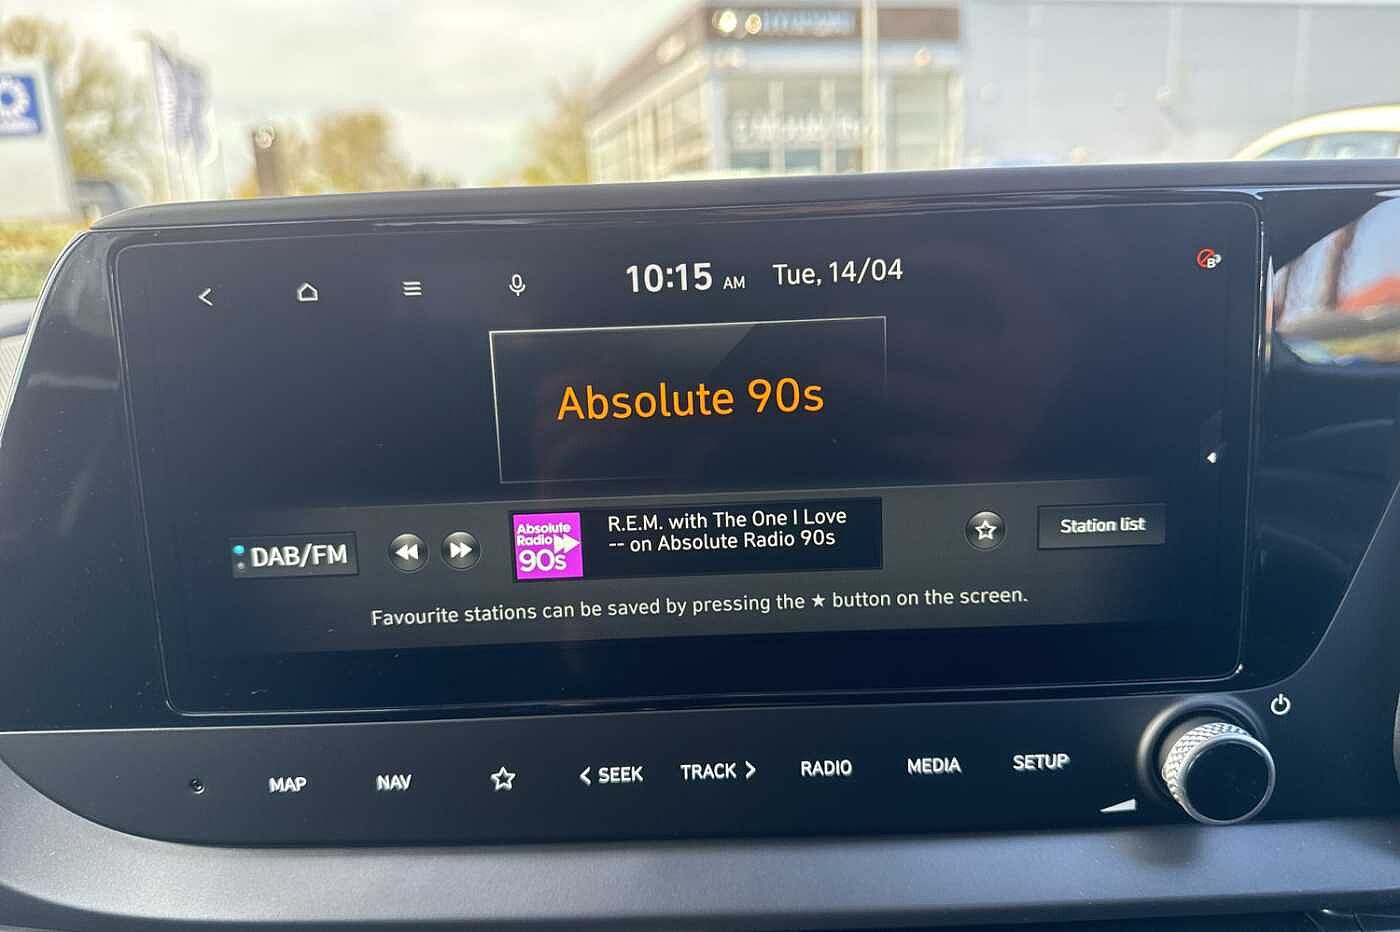 10:15 AM Tue, 14/04
Absolute 90s
DAB/FM
Absolute
Radio
90s
R.E.M. with The One I Love
-- on Absolute Radio 90s
Station list
Favourite stations can be saved by pressing the ★ button on the screen.
MAP NAV < SEEK TRACK > RADIO MEDIA SETUP